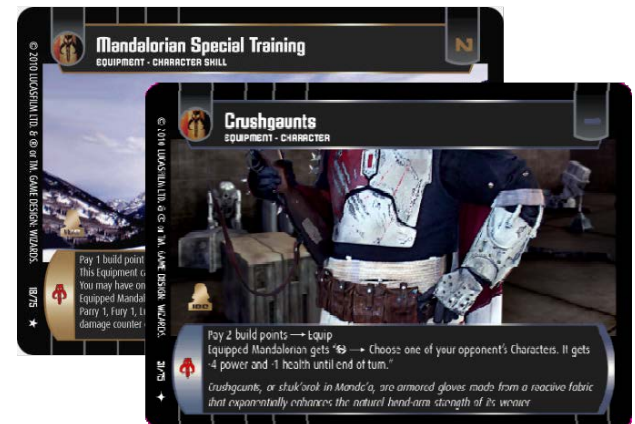 Mandalorian Special Training
EQUIPMENT - CHARACTER SKILL
2
© 2010 LUCASFILM LTD. & ® or TM. GAME DESIGN: WIZARDS.
18/75
Pay 1 build point
This Equipment ca
You may have on
Equipped Mandal
Parry 1, Fury 1, L
damage counter
Crushgaunts
EQUIPMENT - CHARACTER
© 2010 LUCASFILM LTD. & ® or TM. GAME DESIGN: WIZARDS.
Pay 2 build points → Equip
Equipped Mandalorian gets “ → Choose one of your opponent's Characters. It gets
-4 power and -1 health until end of turn.”
Crushgaunts, or shuk'orok in Mando'a, are armored gloves made from a reactive fabric
that exponentially enhances the natural hand-arm strength of its wearer